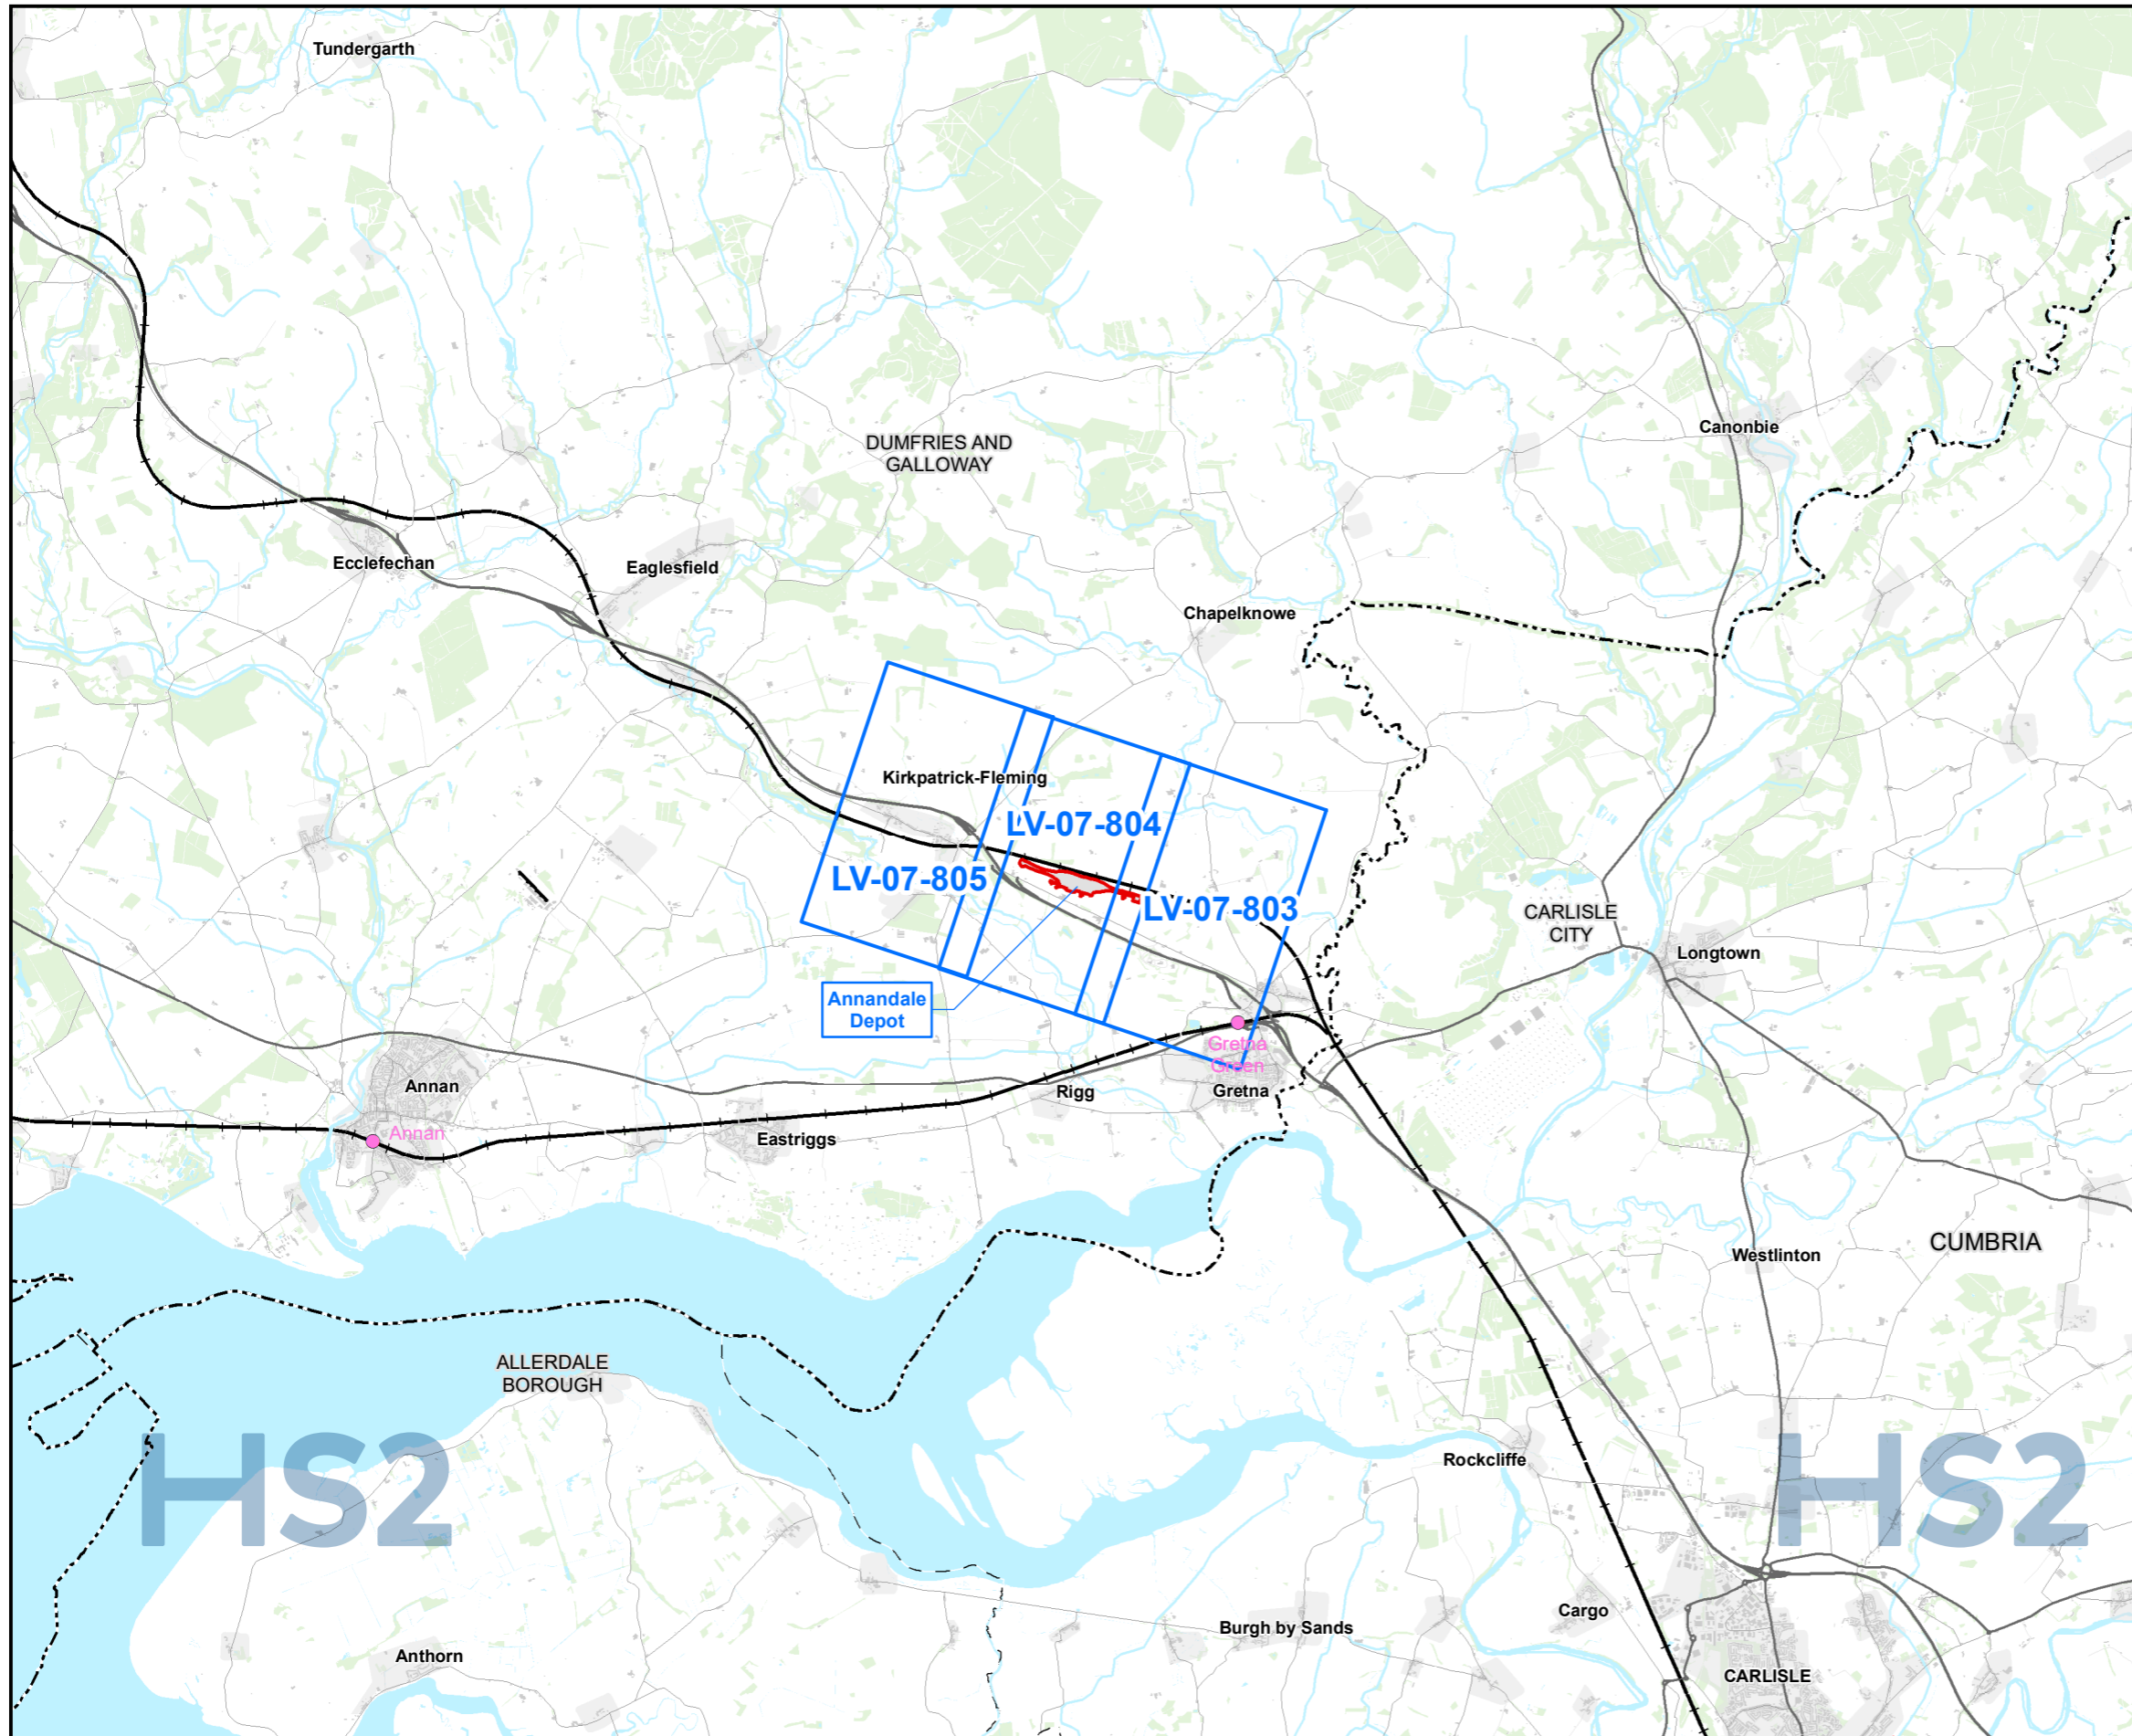 Tundergarth
Canonbie
DUMFRIES AND
GALLOWAY
Ecclefechan
Eaglesfield
Chapelknowe
Kirkpatrick-Fleming
LV-07-804
LV-07-805
LV-07-803
CARLISLE
CITY
Longtown
Annandale
Depot
Gretna
Green
Annan
Gretna
Rigg
Annan
Eastriggs
CUMBRIA
Westlinton
ALLERDALE
BOROUGH
Rockcliffe
HS2
HS2
Cargo
Burgh by Sands
Anthorn
CARLISLE